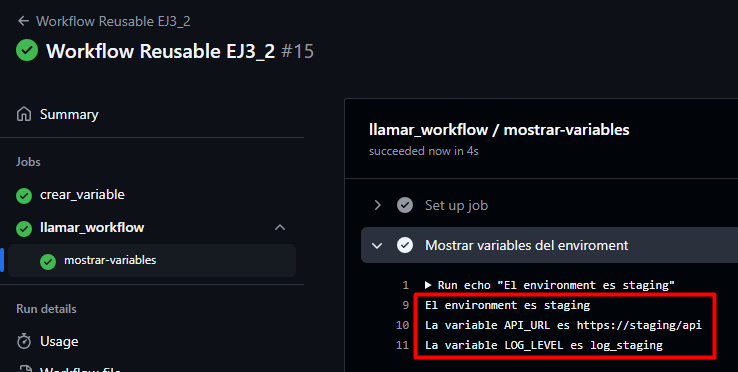 ← Workflow Reusable EJ3_2
Workflow Reusable EJ3_2 #15
Summary
Jobs
crear_variable
llamar_workflow
mostrar-variables
Run details
Usage
Workflow file
llamar_workflow / mostrar-variables
succeeded now in 4s
Set up job
Mostrar variables del enviroment
1 ▶ Run echo "El environment es staging"
9 El environment es staging
10 La variable API_URL es https://staging/api
11 La variable LOG_LEVEL es log_staging